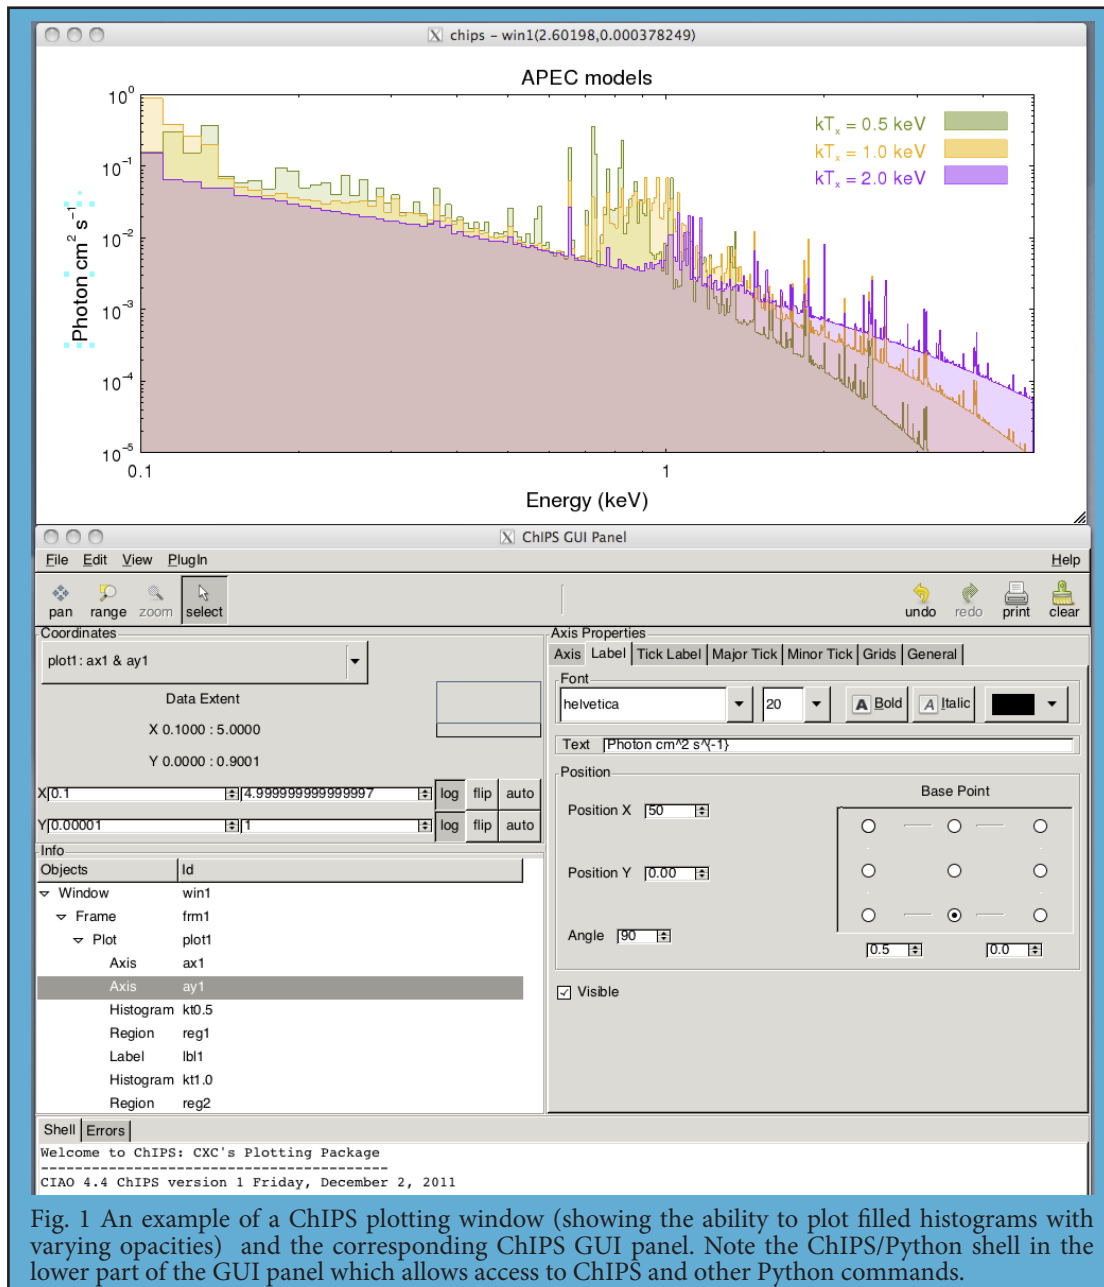 chips - win1(2.60198,0.000378249)
APEC models
10^0
10^-1
10^-2
10^-3
10^-4
10^-5
Photon cm^2 s^-1
kT_x = 0.5 keV
kT_x = 1.0 keV
kT_x = 2.0 keV
0.1 1
Energy (keV)
ChIPS GUI Panel
File Edit View PlugIn Help
pan range zoom select undo redo print clear
Coordinates
plot1: ax1 & ay1
Data Extent
X 0.1000 : 5.0000
Y 0.0000 : 0.9001
X 0.1 4.999999999999997 log flip auto
Y 0.00001 1 log flip auto
Info
Objects Id
Window win1
Frame frm1
Plot plot1
Axis ax1
Axis ay1
Histogram kt0.5
Region reg1
Label lbl1
Histogram kt1.0
Region reg2
Axis Properties
Axis Label Tick Label Major Tick Minor Tick Grids General
Font
helvetica 20 A Bold A Italic
Text Photon cm^2 s^{-1}
Position
Position X 50
Position Y 0.00
Angle 90
Base Point
0.5 0.0
Visible
Shell Errors
Welcome to ChIPS: CXC's Plotting Package
----------------------------------------
CIAO 4.4 ChIPS version 1 Friday, December 2, 2011
Fig. 1 An example of a ChIPS plotting window (showing the ability to plot filled histograms with
varying opacities) and the corresponding ChIPS GUI panel. Note the ChIPS/Python shell in the
lower part of the GUI panel which allows access to ChIPS and other Python commands.